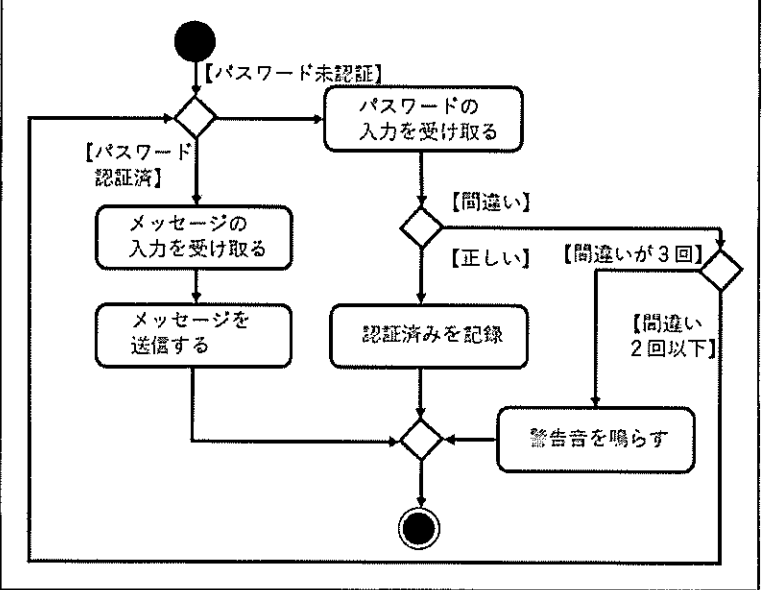 【パスワード未認証】
パスワードの
入力を受け取る
【パスワード
認証済】
メッセージの
入力を受け取る
【間違い】
【正しい】
【間違いが3回】
メッセージを
送信する
認証済みを記録
【間違い
2回以下】
警告音を鳴らす